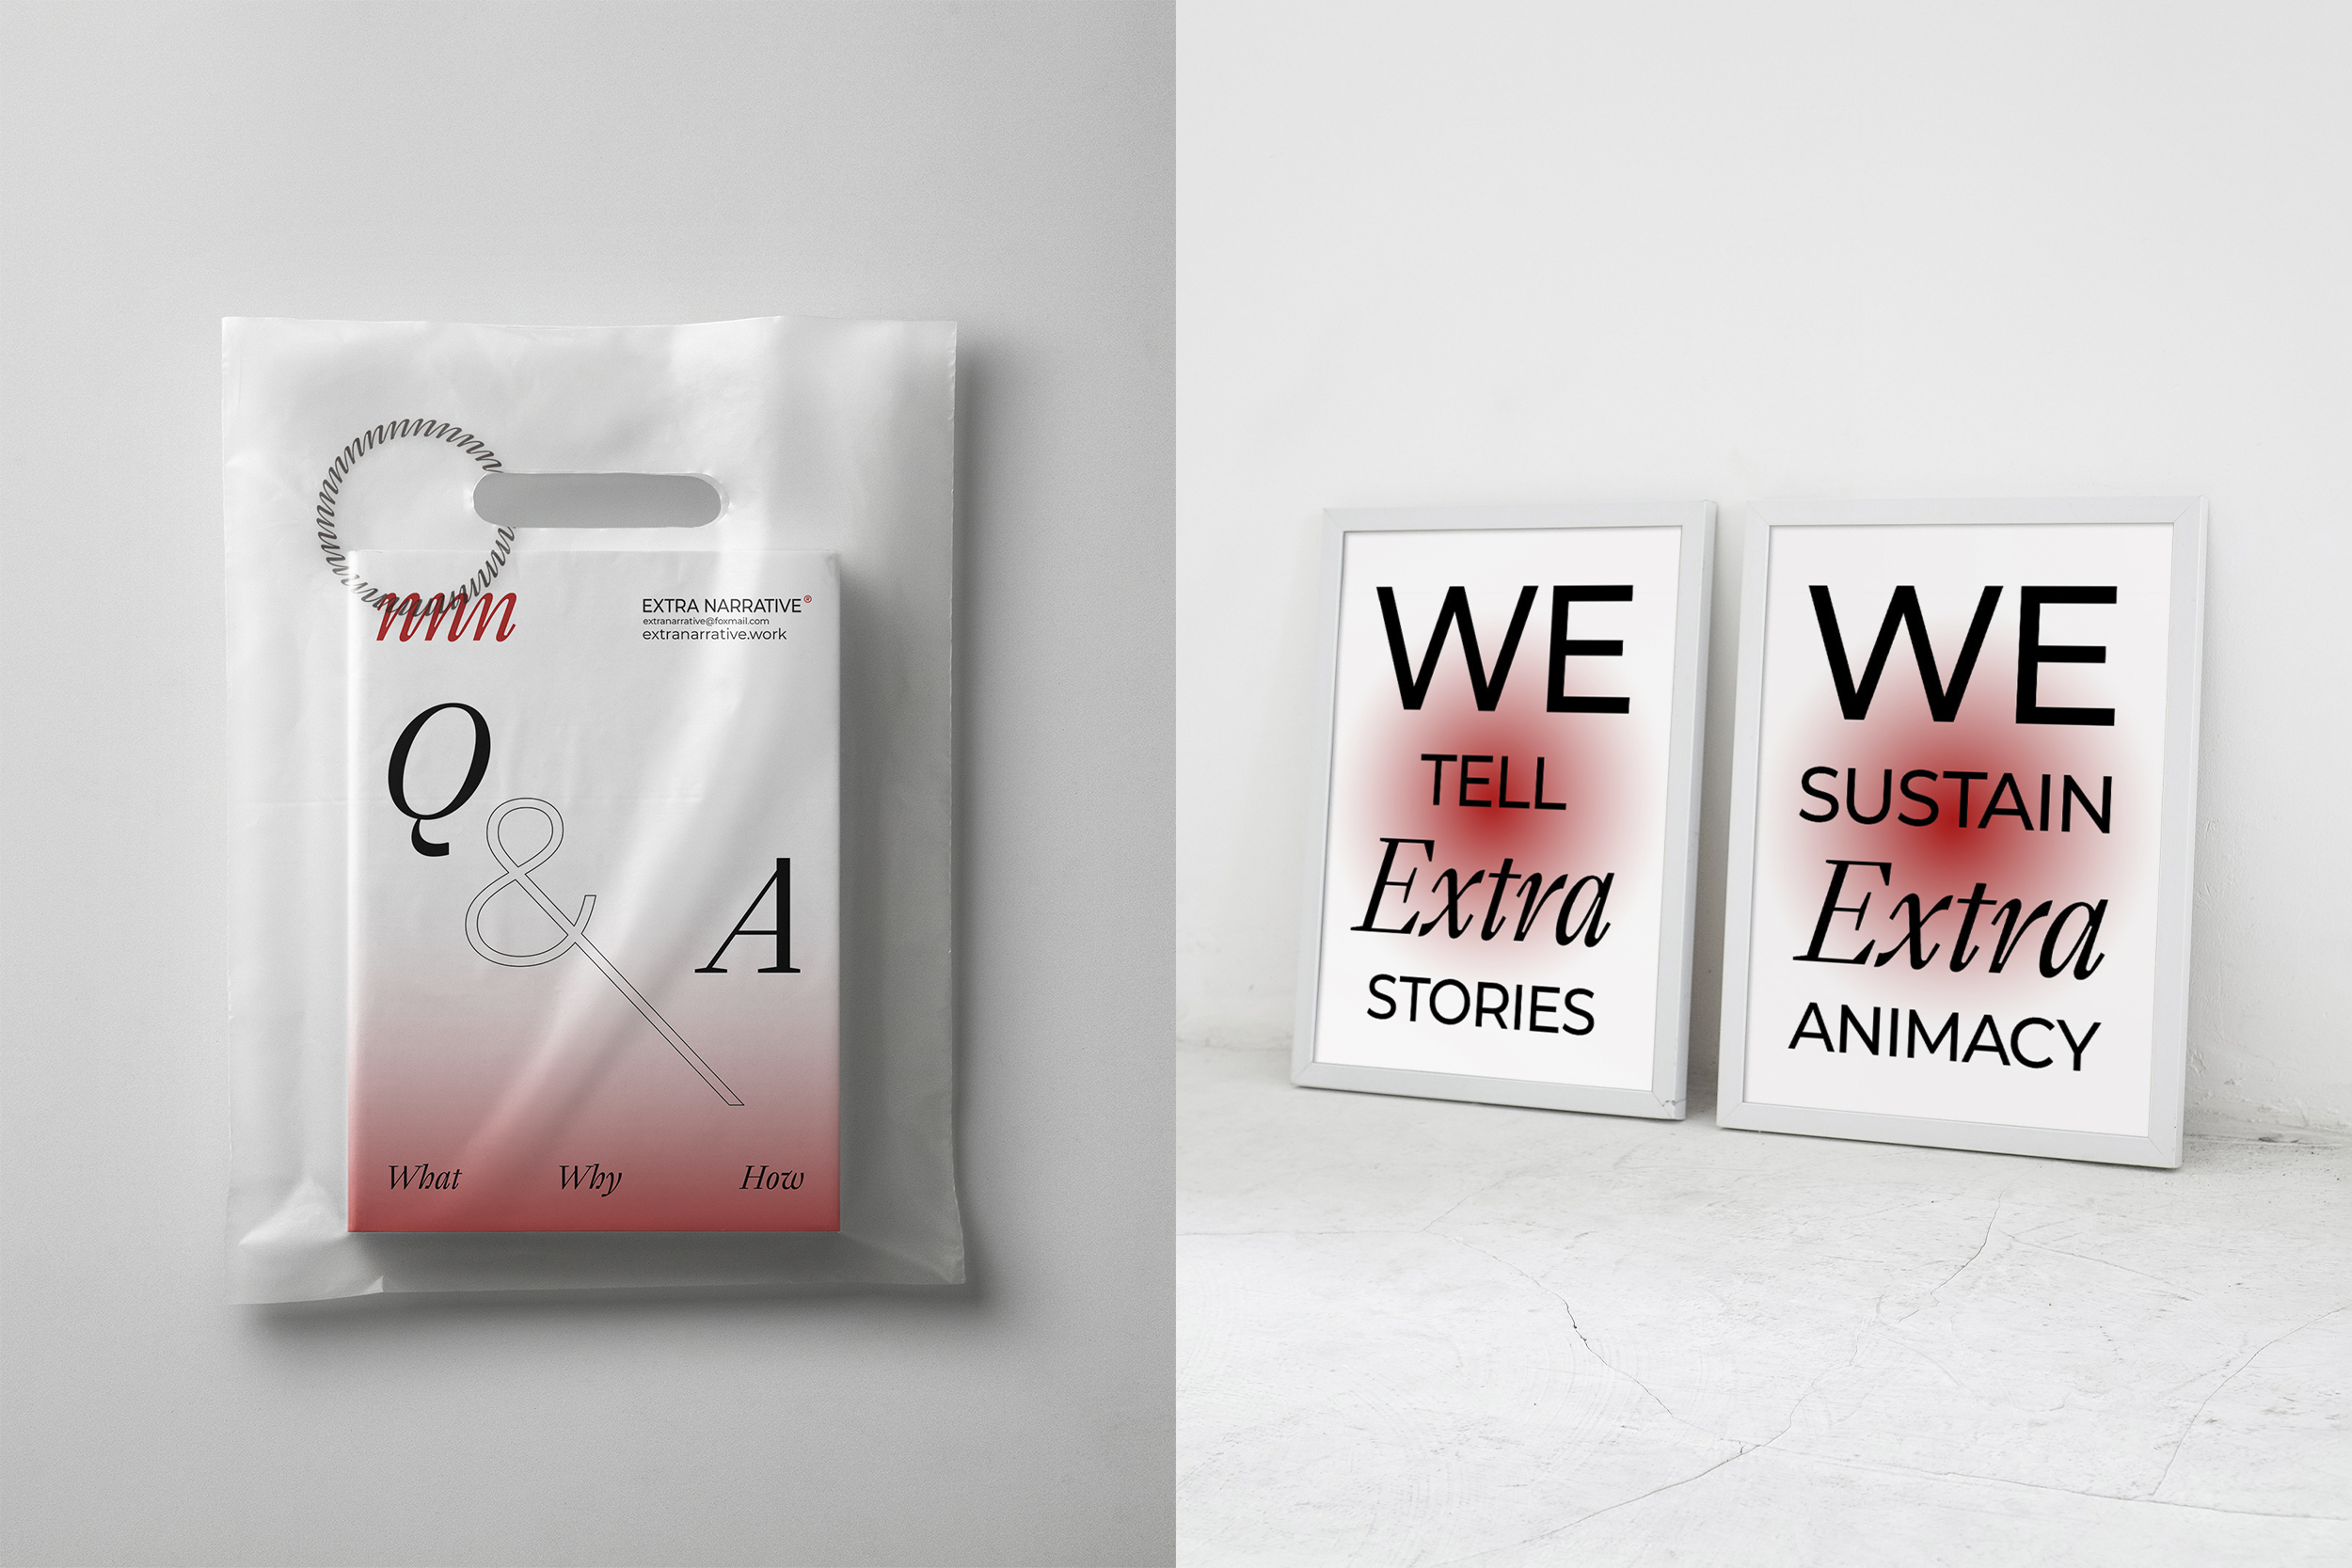 nnn
EXTRA NARRATIVE®
extranarrative@foxmail.com
extranarrative.work
Q
&
A
What Why How
WE
TELL
Extra
STORIES
WE
SUSTAIN
Extra
ANIMACY